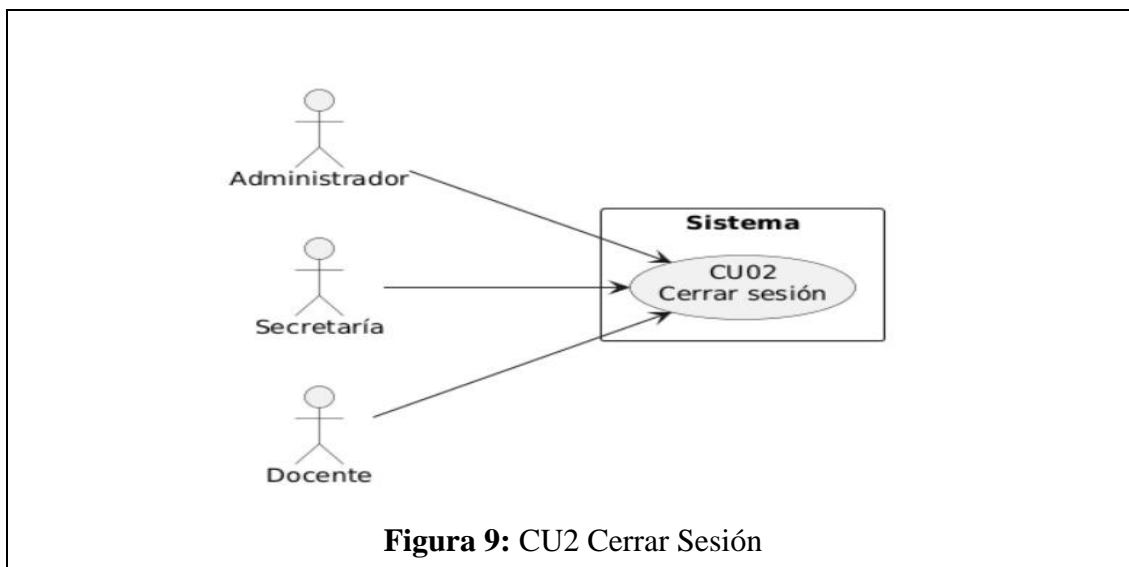 Administrador
Sistema
CU02
Cerrar sesión
Secretaría
Docente
Figura 9: CU2 Cerrar Sesión